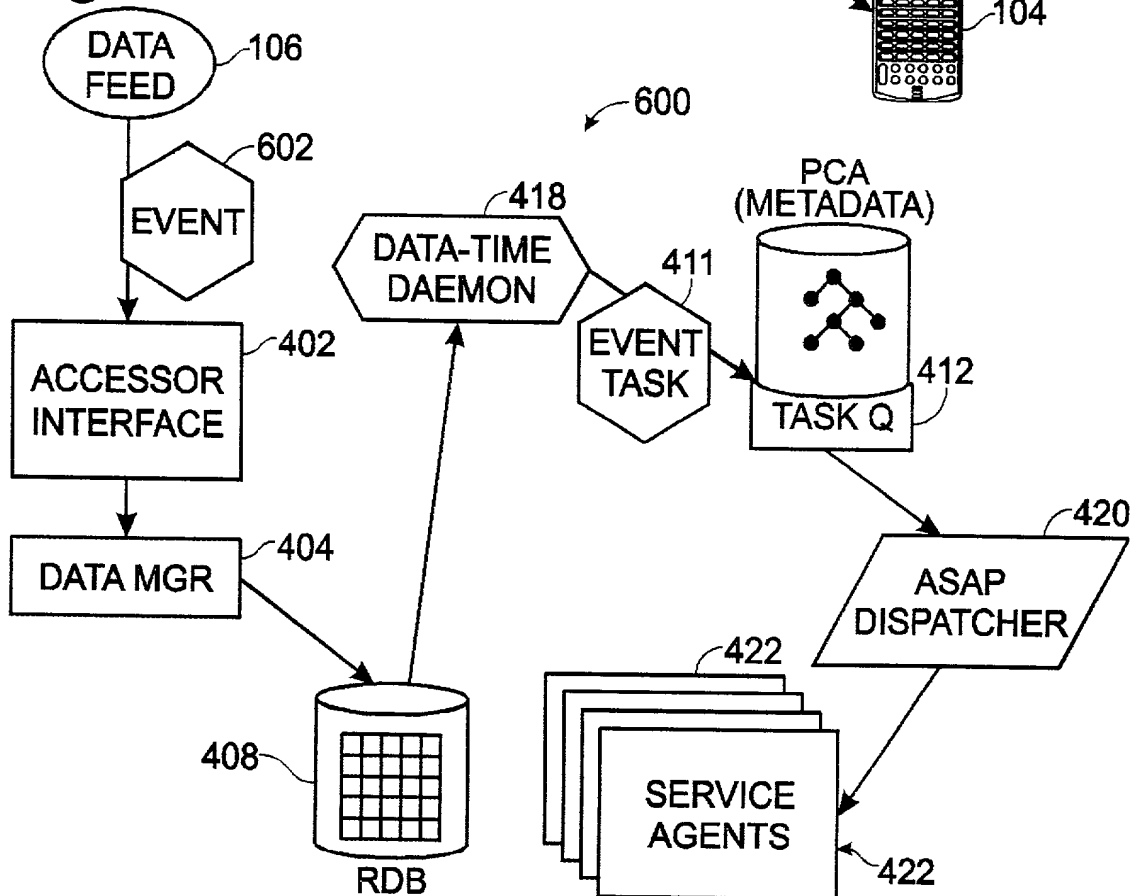 DATA
FEED
106
104
600
602
EVENT
418
DATA-TIME
DAEMON
411
EVENT
TASK
PCA
(METADATA)
412
TASK Q
402
ACCESSOR
INTERFACE
404
DATA MGR
420
ASAP
DISPATCHER
422
408
SERVICE
AGENTS
422
RDB